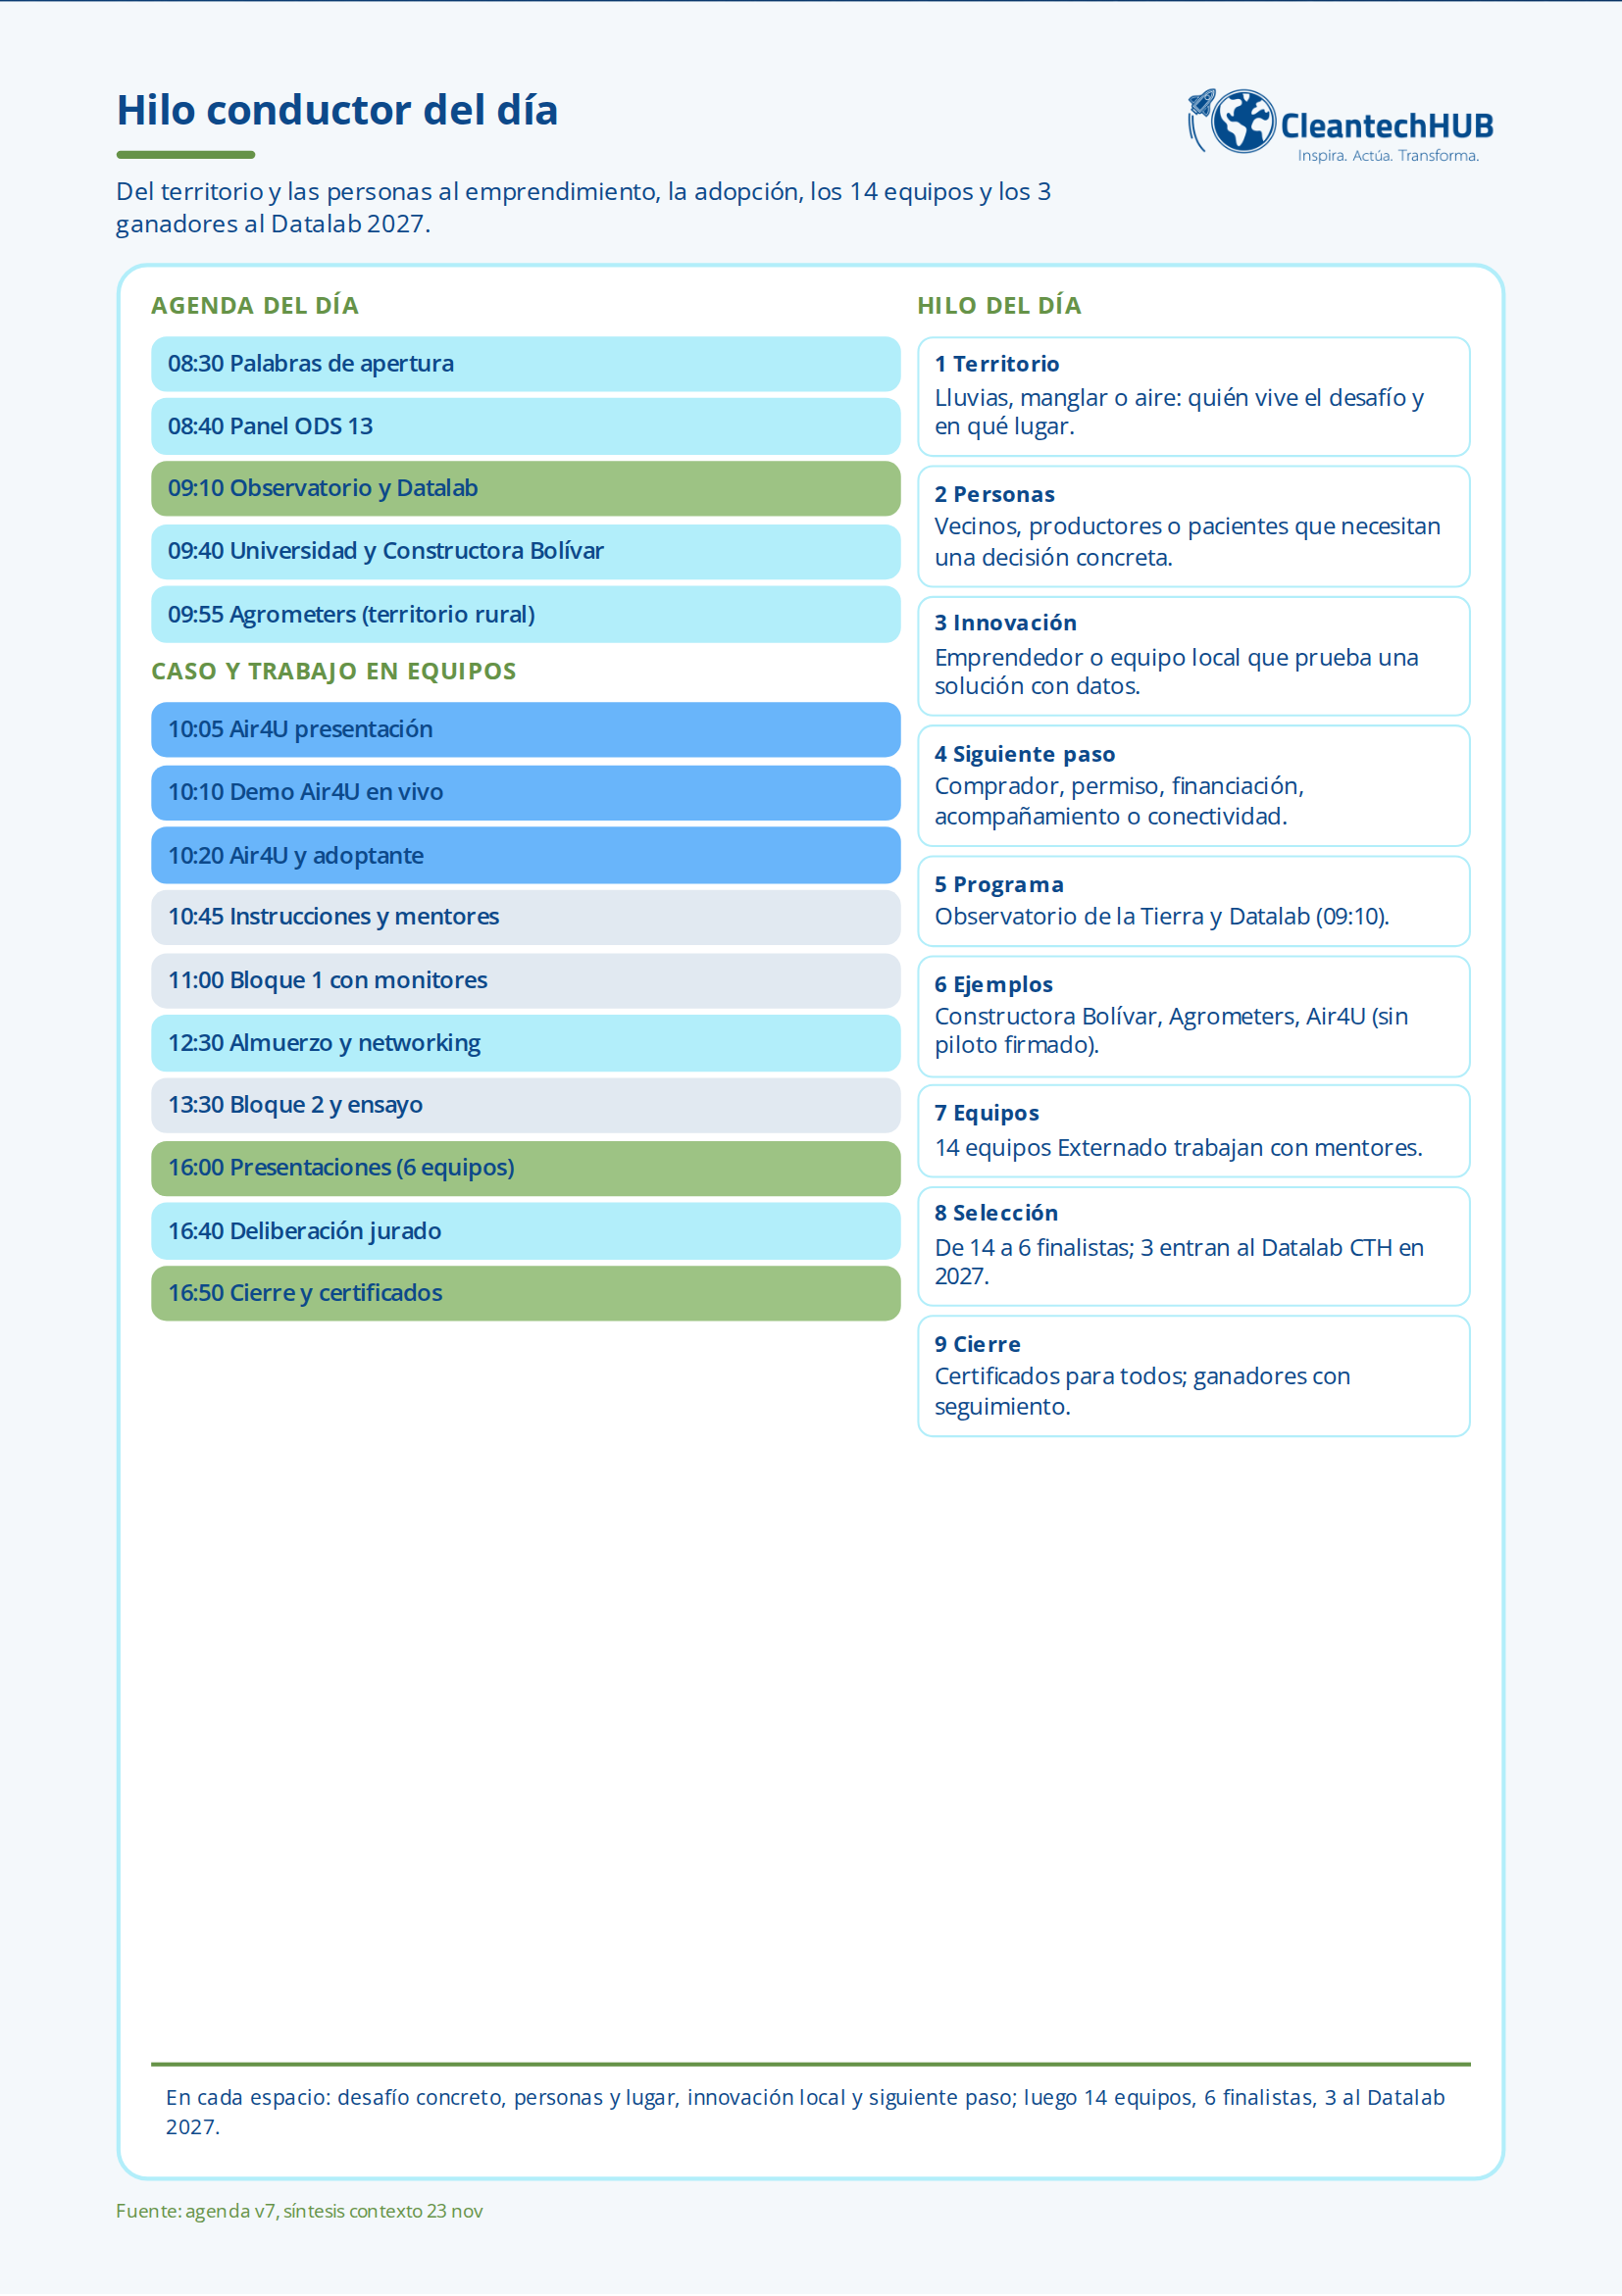 Hilo conductor del día
CleantechHUB
Inspira. Actúa. Transforma.
Del territorio y las personas al emprendimiento, la adopción, los 14 equipos y los 3
ganadores al Datalab 2027.
AGENDA DEL DÍA
08:30 Palabras de apertura
08:40 Panel ODS 13
09:10 Observatorio y Datalab
09:40 Universidad y Constructora Bolívar
09:55 Agrometers (territorio rural)
CASO Y TRABAJO EN EQUIPOS
10:05 Air4U presentación
10:10 Demo Air4U en vivo
10:20 Air4U y adoptante
10:45 Instrucciones y mentores
11:00 Bloque 1 con monitores
12:30 Almuerzo y networking
13:30 Bloque 2 y ensayo
16:00 Presentaciones (6 equipos)
16:40 Deliberación jurado
16:50 Cierre y certificados
HILO DEL DÍA
1 Territorio
Lluvias, manglar o aire: quién vive el desafío y
en qué lugar.
2 Personas
Vecinos, productores o pacientes que necesitan
una decisión concreta.
3 Innovación
Emprendedor o equipo local que prueba una
solución con datos.
4 Siguiente paso
Comprador, permiso, financiación,
acompañamiento o conectividad.
5 Programa
Observatorio de la Tierra y Datalab (09:10).
6 Ejemplos
Constructora Bolívar, Agrometers, Air4U (sin
piloto firmado).
7 Equipos
14 equipos Externado trabajan con mentores.
8 Selección
De 14 a 6 finalistas; 3 entran al Datalab CTH en
2027.
9 Cierre
Certificados para todos; ganadores con
seguimiento.
En cada espacio: desafío concreto, personas y lugar, innovación local y siguiente paso; luego 14 equipos, 6 finalistas, 3 al Datalab
2027.
Fuente: agenda v7, síntesis contexto 23 nov